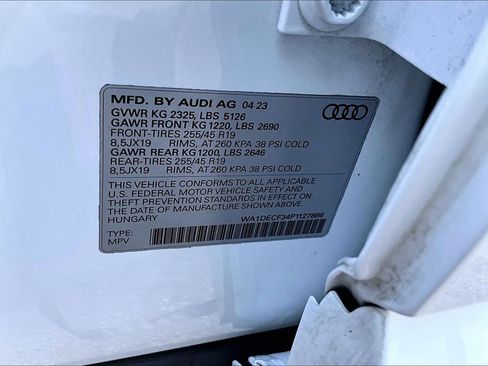 MFD. BY AUDI AG 04 23
GVWR KG 2325, LBS 5126
GAWR FRONT KG 1220, LBS 2690
FRONT-TIRES 255/45 R19
8,5JX19 RIMS, AT 260 KPA 38 PSI COLD
GAWR REAR KG 1200, LBS 2646
REAR-TIRES 255/45 R19
8,5JX19 RIMS, AT 260 KPA 38 PSI COLD
THIS VEHICLE CONFORMS TO ALL APPLICABLE
U.S. FEDERAL MOTOR VEHICLE SAFETY AND
THEFT PREVENTION STANDARDS IN EFFECT ON
THE DATE OF MANUFACTURE SHOWN ABOVE
HUNGARY WA1DECF34P1127886
TYPE:
MPV